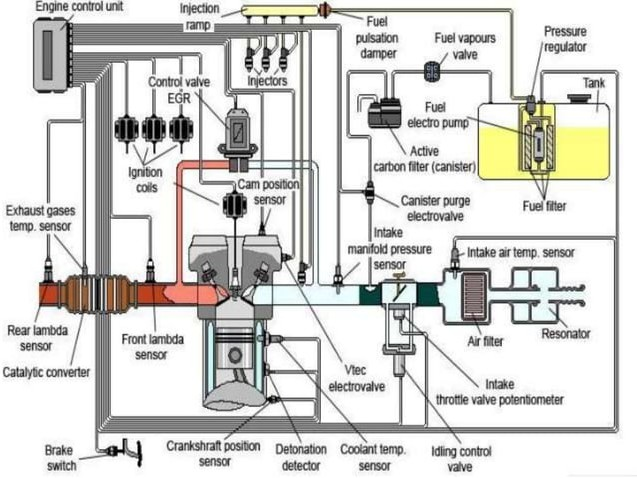 Engine control unit
Injection
ramp
Fuel
pulsation
damper
Fuel vapours
valve
Pressure
regulator
Tank
Injectors
Control valve
EGR
Fuel
electro pump
Active
carbon filter (canister)
Ignition
coils
Cam position
sensor
Canister purge
electrovalve
Fuel filter
Exhaust gases
temp. sensor
Intake
manifold pressure
sensor
Intake air temp. sensor
Rear lambda
sensor
Front lambda
sensor
Catalytic converter
Vtec
electrovalve
Air filter
Resonator
Intake
throttle valve potentiometer
Brake
switch
Crankshaft position
sensor
Detonation
detector
Coolant temp.
sensor
Idling control
valve